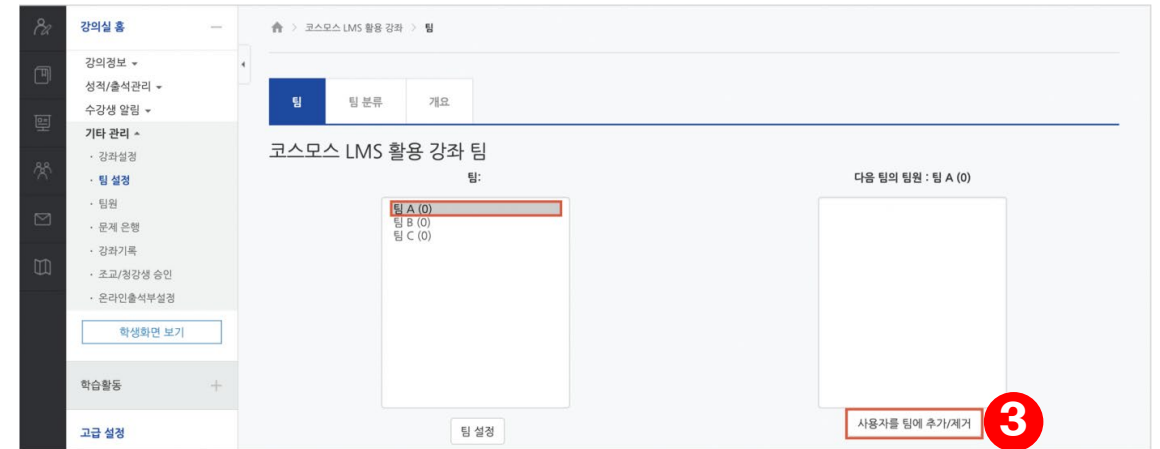 강의실 홈
강의정보
성적/출석관리
수강생 알림
기타 관리
· 강좌설정
· 팀 설정
· 팀원
· 문제 은행
· 강좌기록
· 조교/청강생 승인
· 온라인출석부설정
학생화면 보기
학습활동
고급 설정
> 코스모스 LMS 활용 강좌 > 팀
팀 팀 분류 개요
코스모스 LMS 활용 강좌 팀
팀:
팀 A (0)
팀 B (0)
팀 C (0)
팀 설정
다음 팀의 팀원 : 팀 A (0)
사용자를 팀에 추가/제거
3